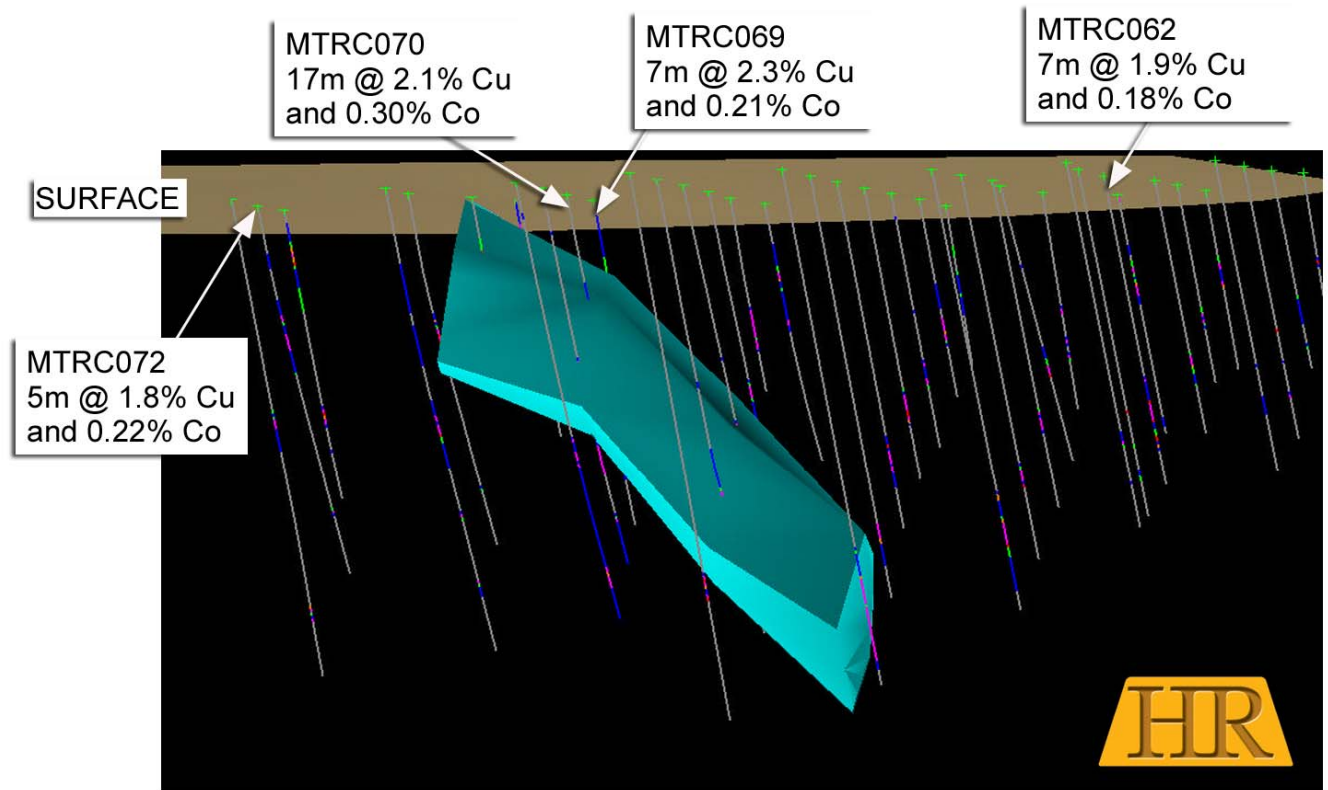 MTRC070
17m @ 2.1% Cu
and 0.30% Co
MTRC069
7m @ 2.3% Cu
and 0.21% Co
MTRC062
7m @ 1.9% Cu
and 0.18% Co
SURFACE
MTRC072
5m @ 1.8% Cu
and 0.22% Co
HR